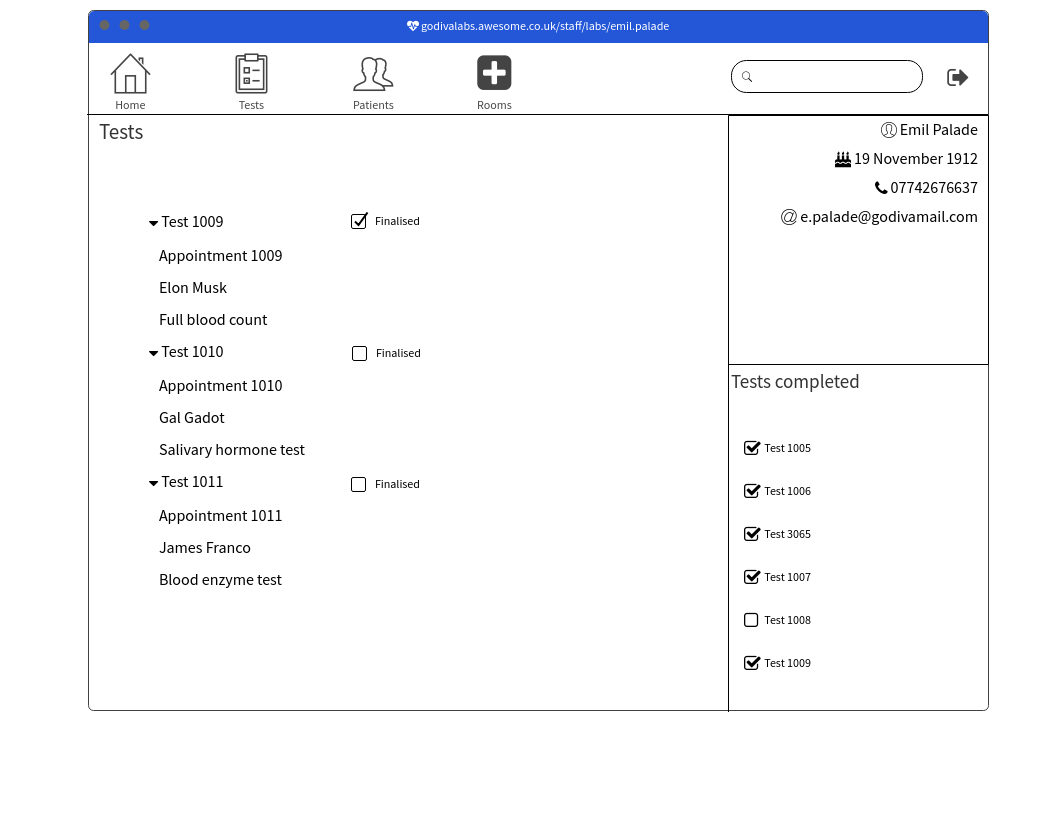 godivalabs.awesome.co.uk/staff/labs/emil.palade
Home
Tests
Patients
Rooms
Tests
Test 1009
Finalised
Appointment 1009
Elon Musk
Full blood count
Test 1010
Finalised
Appointment 1010
Gal Gadot
Salivary hormone test
Test 1011
Finalised
Appointment 1011
James Franco
Blood enzyme test
Emil Palade
19 November 1912
07742676637
e.palade@godivamail.com
Tests completed
Test 1005
Test 1006
Test 3065
Test 1007
Test 1008
Test 1009